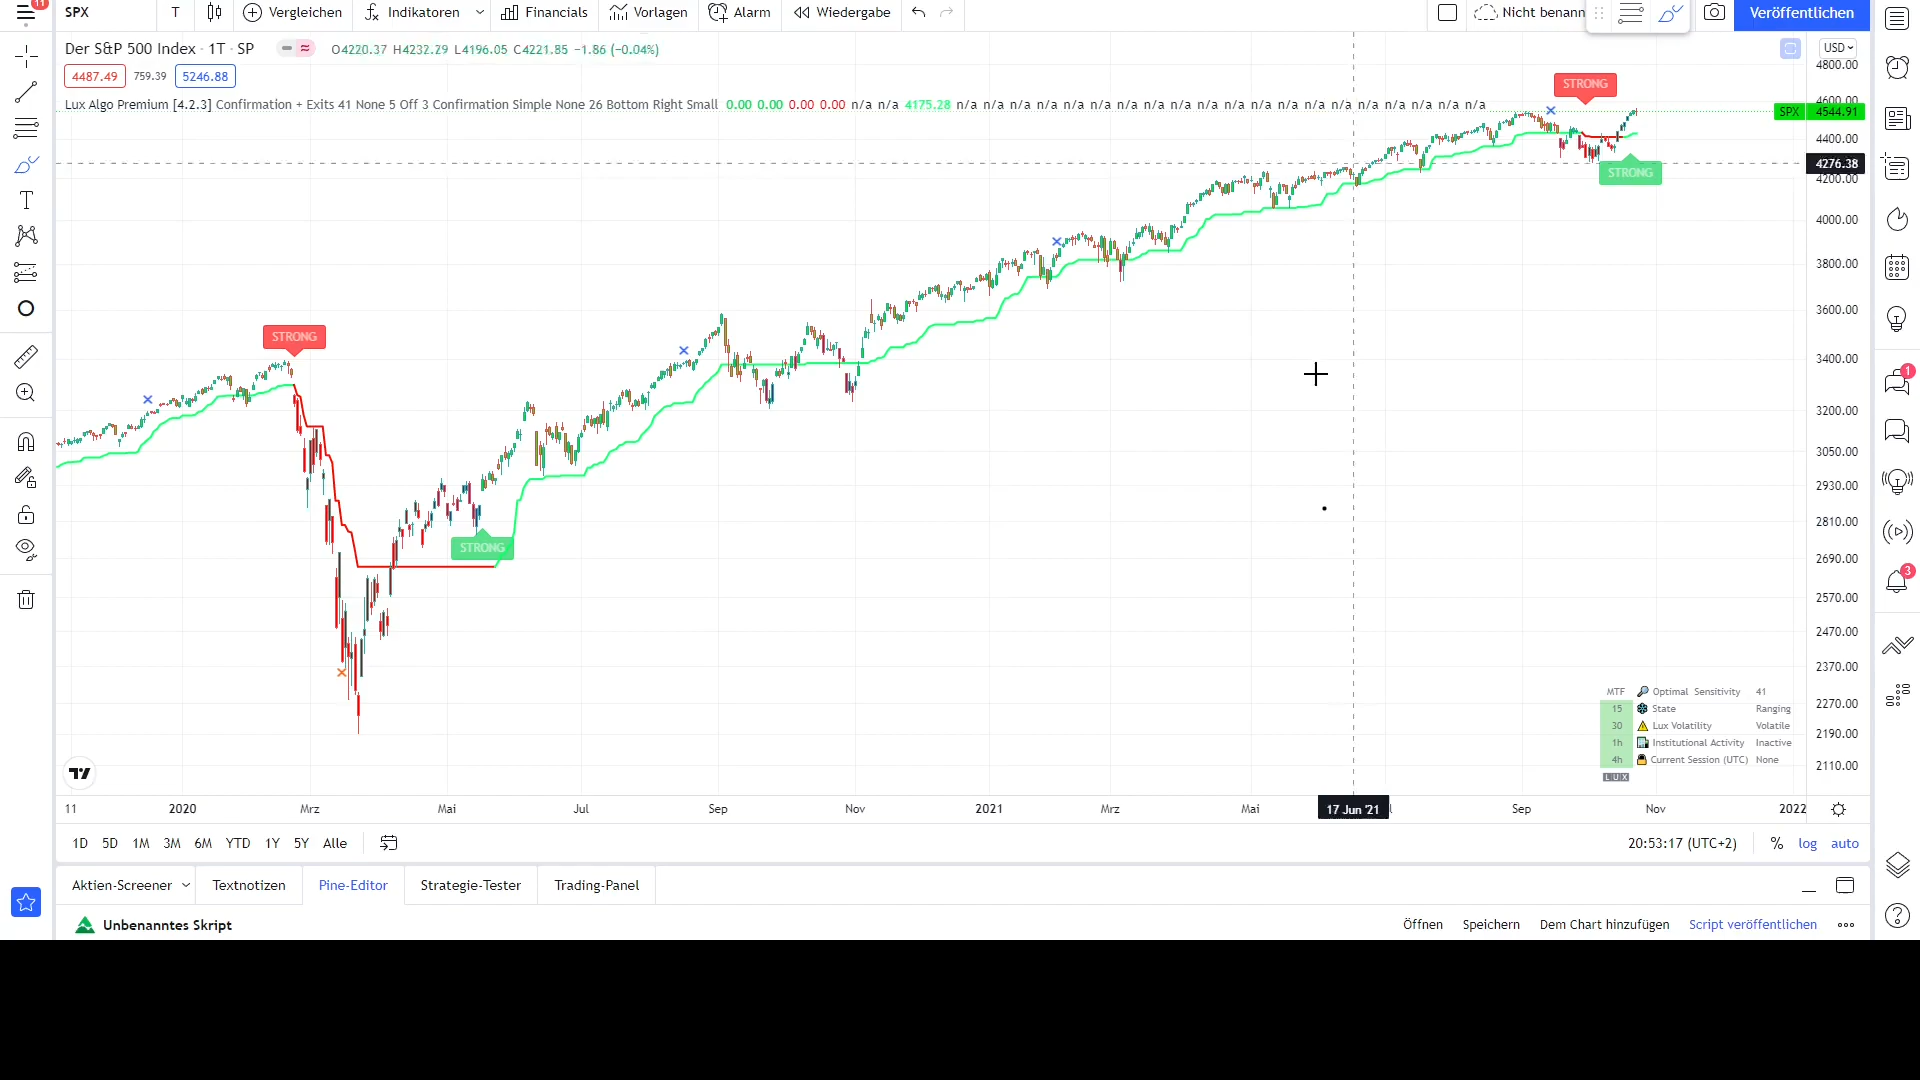 11
SPX
T
Vergleichen
Indikatoren
Financials
Vorlagen
Alarm
Wiedergabe
Nicht benann
Veröffentlichen
Der S&P 500 Index · 1T · SP
O4220.37 H4232.29 L4196.05 C4221.85 −1.86 (−0.04%)
USD
4487.49 759.39 5246.88
Lux Algo Premium [4.2.3] Confirmation + Exits 41 None 5 Off 3 Confirmation Simple None 26 Bottom Right Small 0.00 0.00 0.00 0.00 n/a n/a 4175.28 n/a n/a n/a n/a n/a n/a n/a n/a n/a n/a n/a n/a n/a n/a n/a n/a n/a n/a n/a n/a
4800.00
4600.00
SPX 4544.91
4400.00
4276.38
4200.00
4000.00
3800.00
3600.00
3400.00
3200.00
3050.00
2930.00
2810.00
2690.00
2570.00
2470.00
2370.00
2270.00
2190.00
2110.00
STRONG
STRONG
STRONG
STRONG
MTF Optimal Sensitivity 41
15 State Ranging
30 Lux Volatility Volatile
1h Institutional Activity Inactive
4h Current Session (UTC) None
LUX
11 2020 Mrz Mai Jul Sep Nov 2021 Mrz Mai 17 Jun '21 Sep Nov 2022
1D 5D 1M 3M 6M YTD 1Y 5Y Alle
20:53:17 (UTC+2) % log auto
Aktien-Screener Textnotizen Pine-Editor Strategie-Tester Trading-Panel
Unbenanntes Skript
Öffnen Speichern Dem Chart hinzufügen Script veröffentlichen
1
3